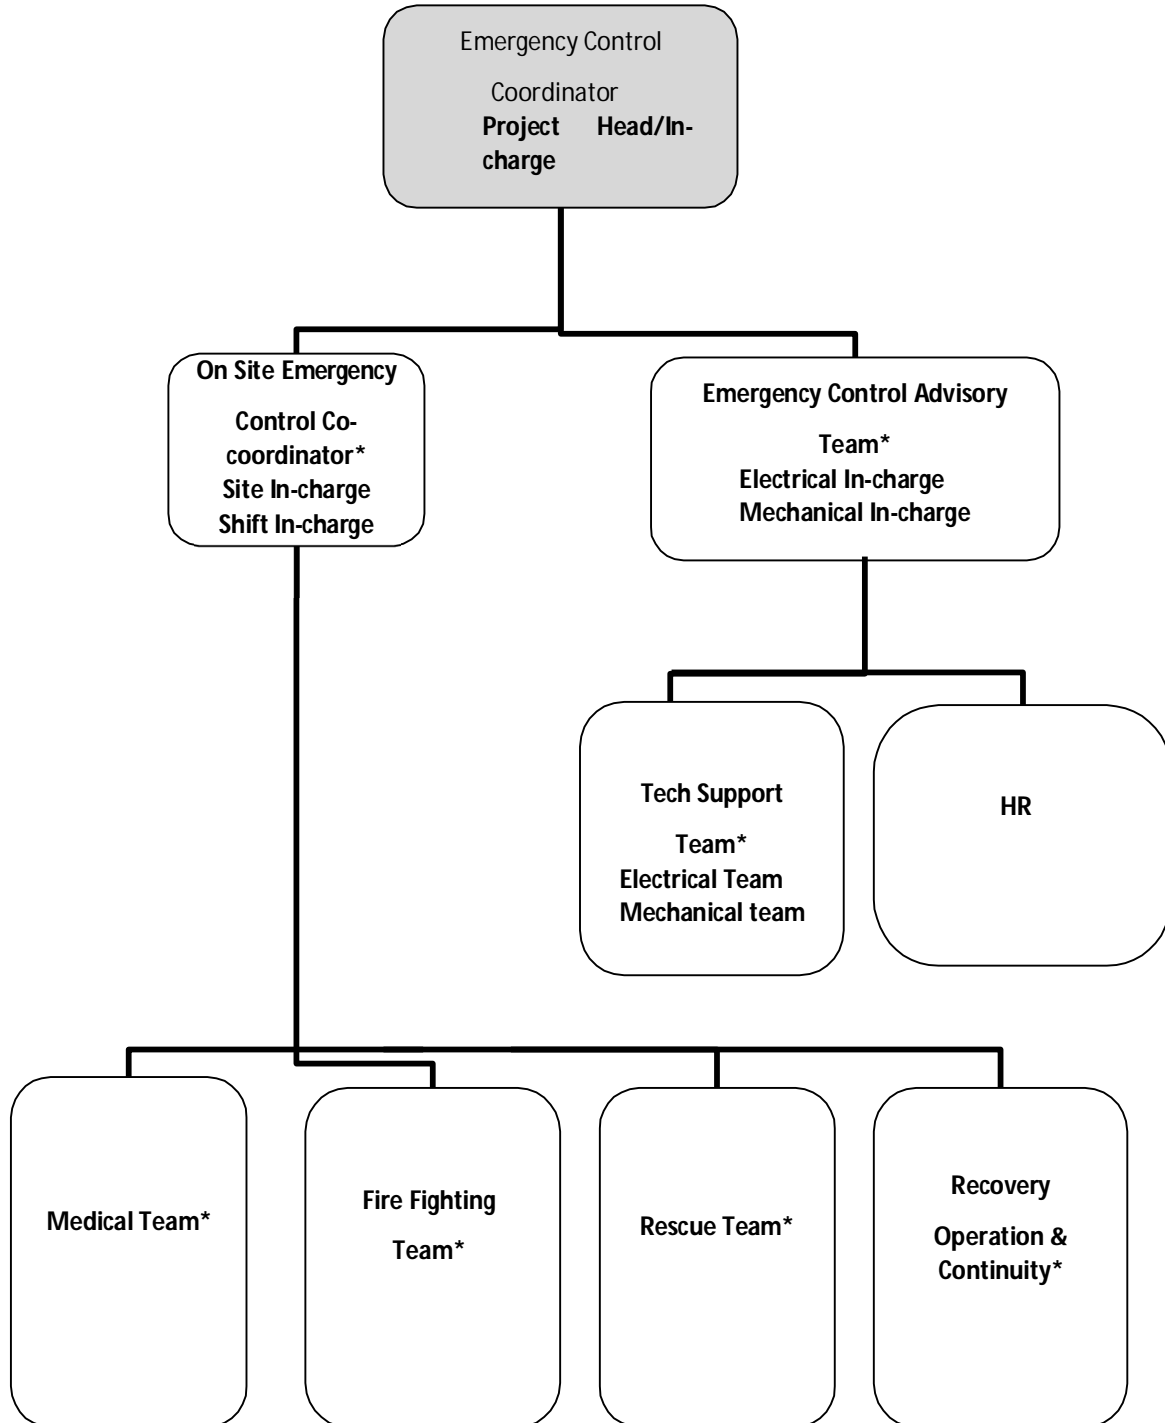 Emergency Control
Coordinator
Project Head/In-
charge
On Site Emergency
Control Co-
coordinator*
Site In-charge
Shift In-charge
Emergency Control Advisory
Team*
Electrical In-charge
Mechanical In-charge
Tech Support
Team*
Electrical Team
Mechanical team
HR
Medical Team*
Fire Fighting
Team*
Rescue Team*
Recovery
Operation &
Continuity*